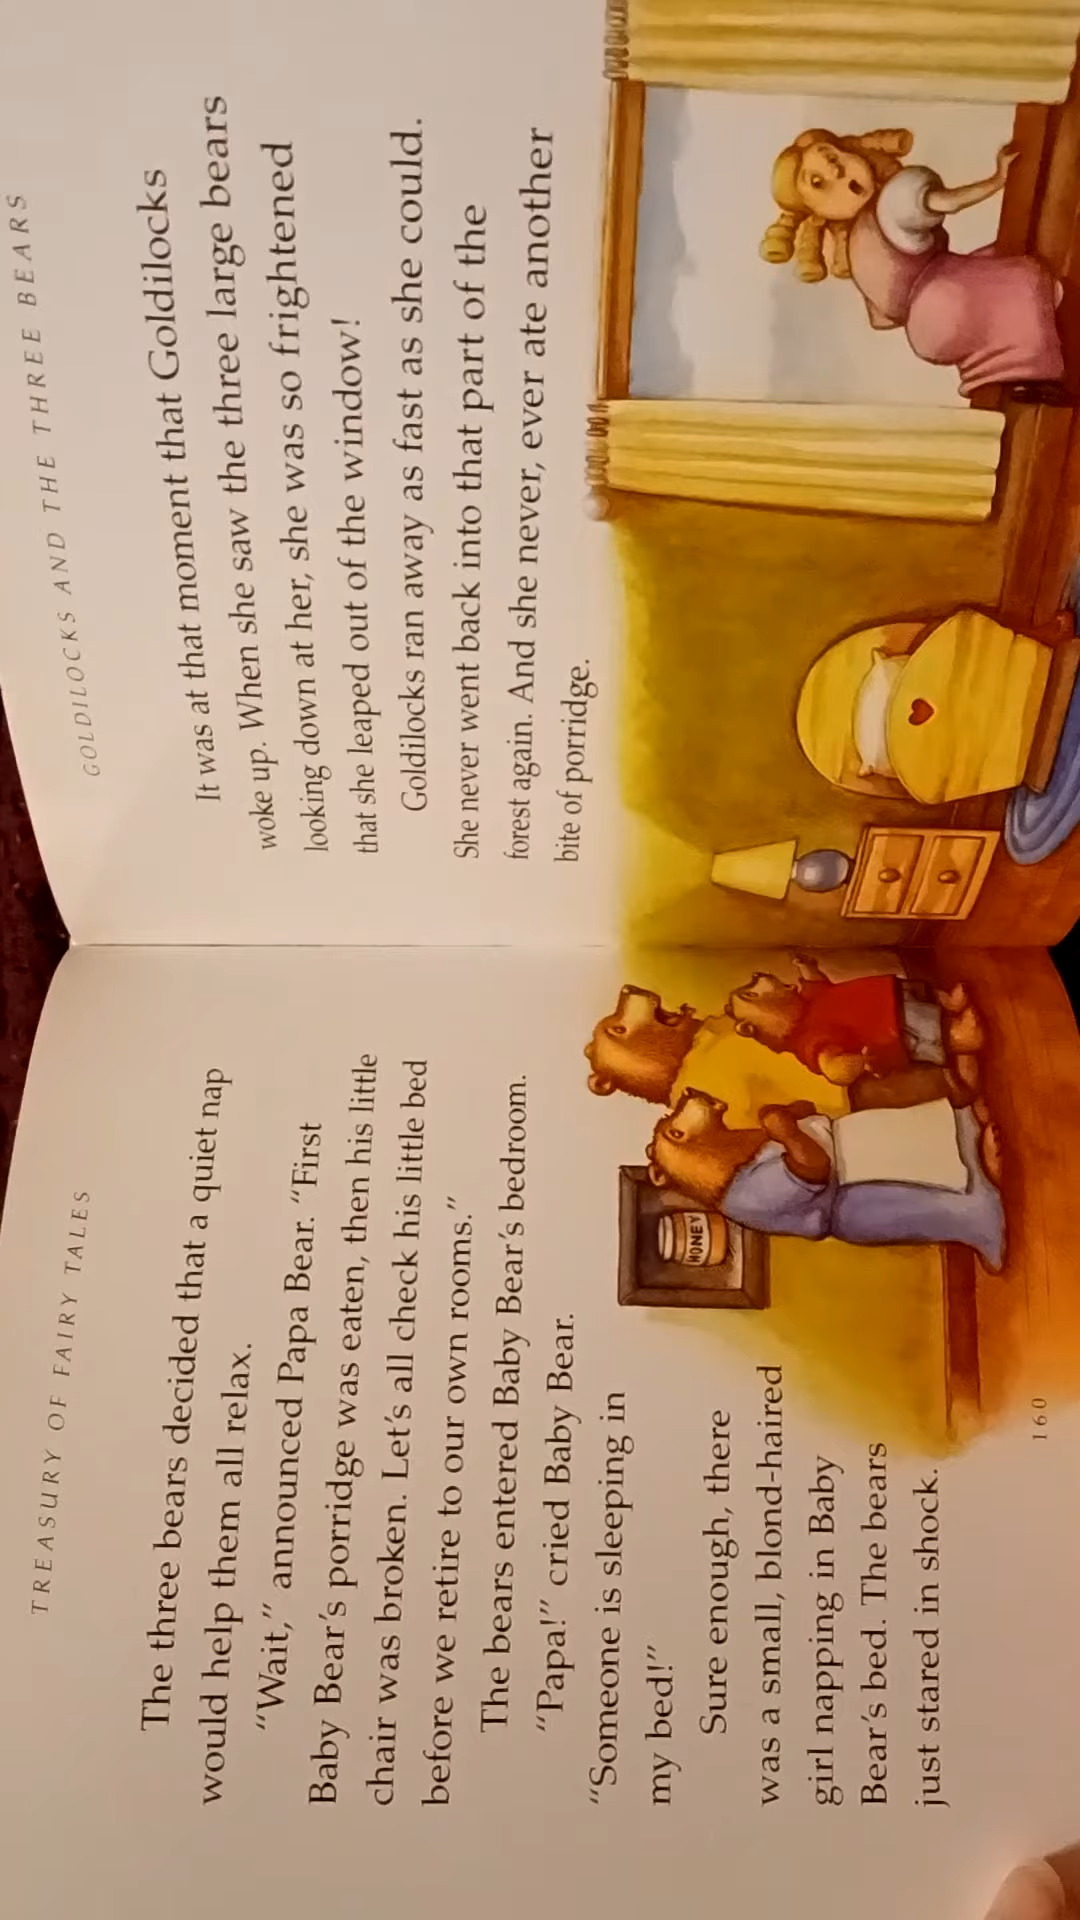 TREASURY OF FAIRY TALES
The three bears decided that a quiet nap
would help them all relax.
“Wait,” announced Papa Bear. “First
Baby Bear’s porridge was eaten, then his little
chair was broken. Let’s all check his little bed
before we retire to our own rooms.”
The bears entered Baby Bear’s bedroom.
“Papa!” cried Baby Bear.
“Someone is sleeping in
my bed!”
Sure enough, there
was a small, blond-haired
girl napping in Baby
Bear’s bed. The bears
just stared in shock.
HONEY
160
GOLDILOCKS AND THE THREE BEARS
It was at that moment that Goldilocks
woke up. When she saw the three large bears
looking down at her, she was so frightened
that she leaped out of the window!
Goldilocks ran away as fast as she could.
She never went back into that part of the
forest again. And she never, ever ate another
bite of porridge.